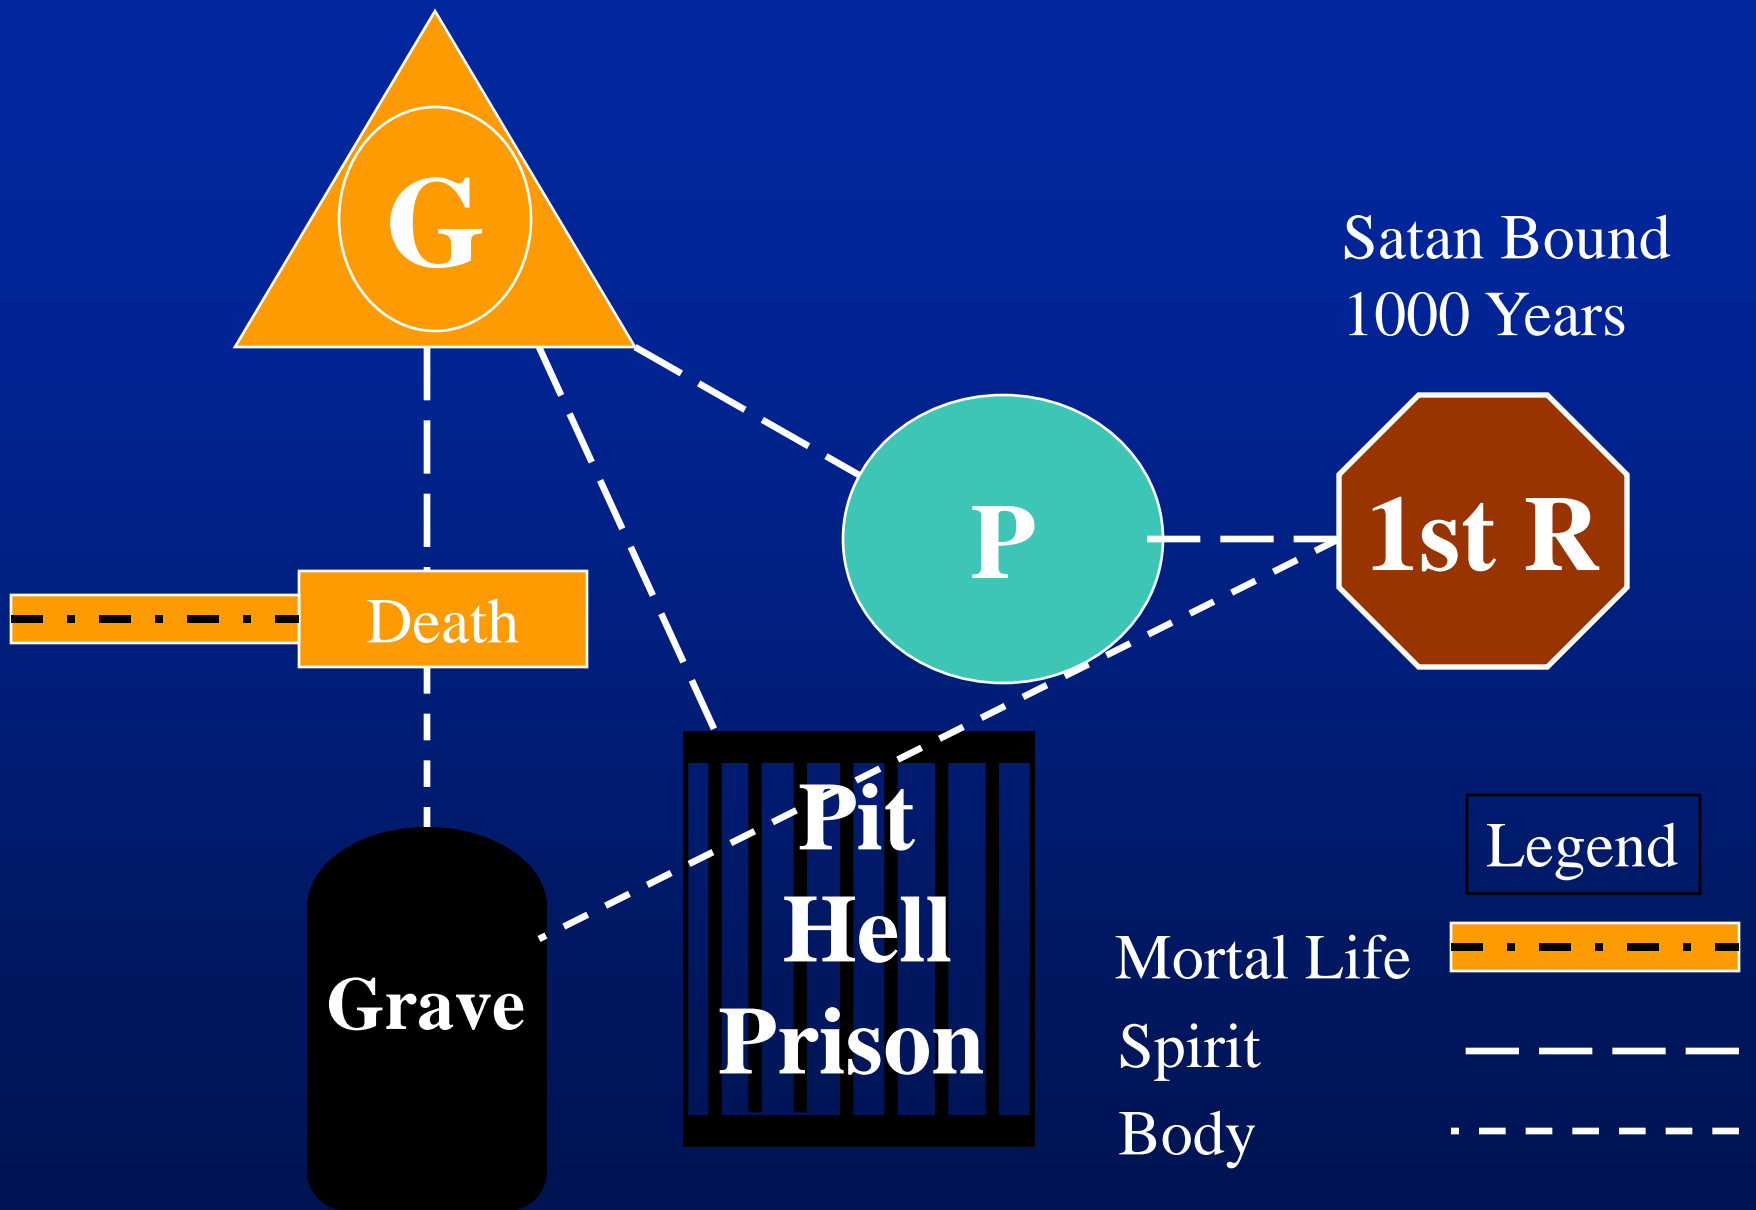 G
Satan Bound
1000 Years
P
1st R
Death
Pit
Hell
Prison
Grave
Legend
Mortal Life
Spirit
Body